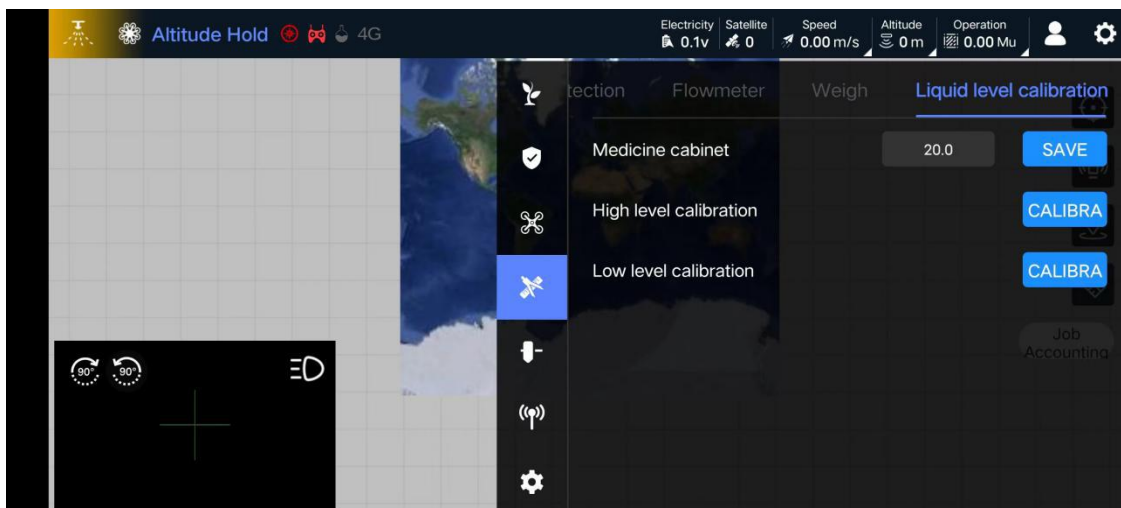 Altitude Hold 4G
Electricity 0.1v
Satellite 0
Speed 0.00 m/s
Altitude 0 m
Operation 0.00 Mu
tection Flowmeter Weigh Liquid level calibration
Medicine cabinet 20.0 SAVE
High level calibration CALIBRA
Low level calibration CALIBRA
Job
Accounting
90° 90°